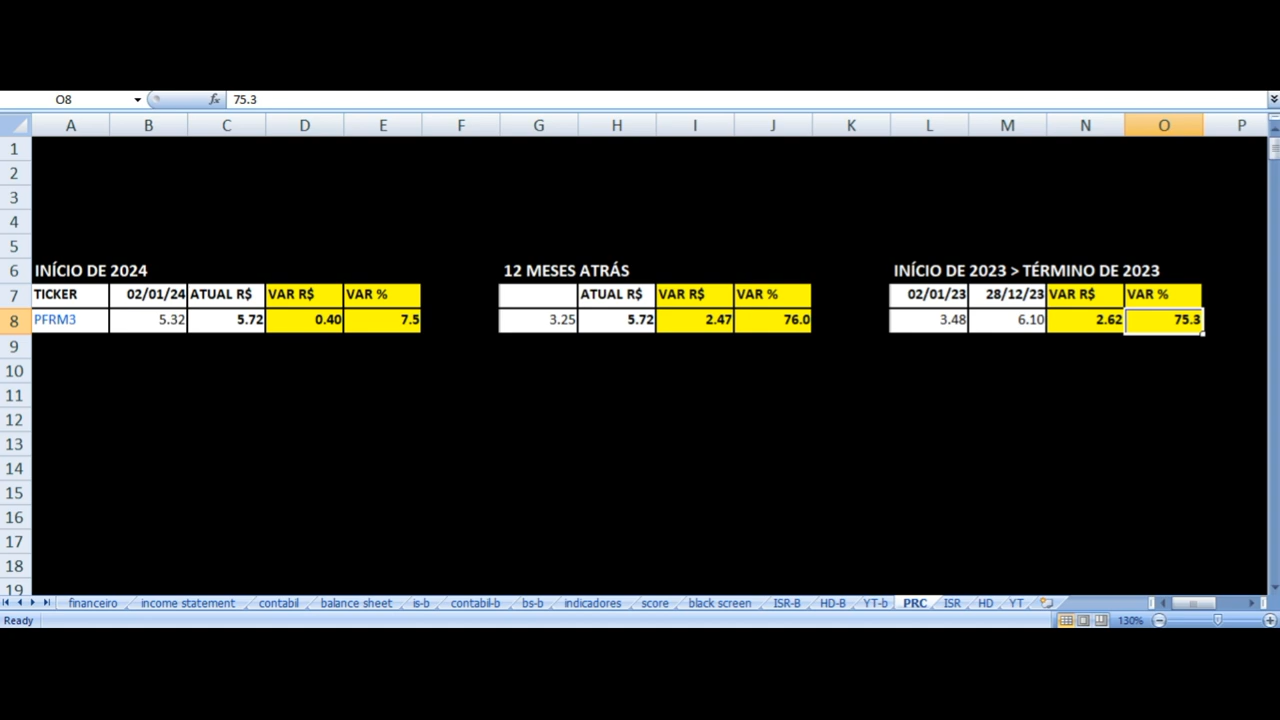 O8 fx 75.3
A B C D E F G H I J K L M N O P
1
2
3
4
5
6 INÍCIO DE 2024 12 MESES ATRÁS INÍCIO DE 2023 > TÉRMINO DE 2023
7 TICKER 02/01/24 ATUAL R$ VAR R$ VAR % ATUAL R$ VAR R$ VAR % 02/01/23 28/12/23 VAR R$ VAR %
8 PFRM3 5.32 5.72 0.40 7.5 3.25 5.72 2.47 76.0 3.48 6.10 2.62 75.3
9
10
11
12
13
14
15
16
17
18
19
financeiro income statement contabil balance sheet is-b contabil-b bs-b indicadores score black screen ISR-B HD-B YT-b PRC ISR HD YT
Ready 130%